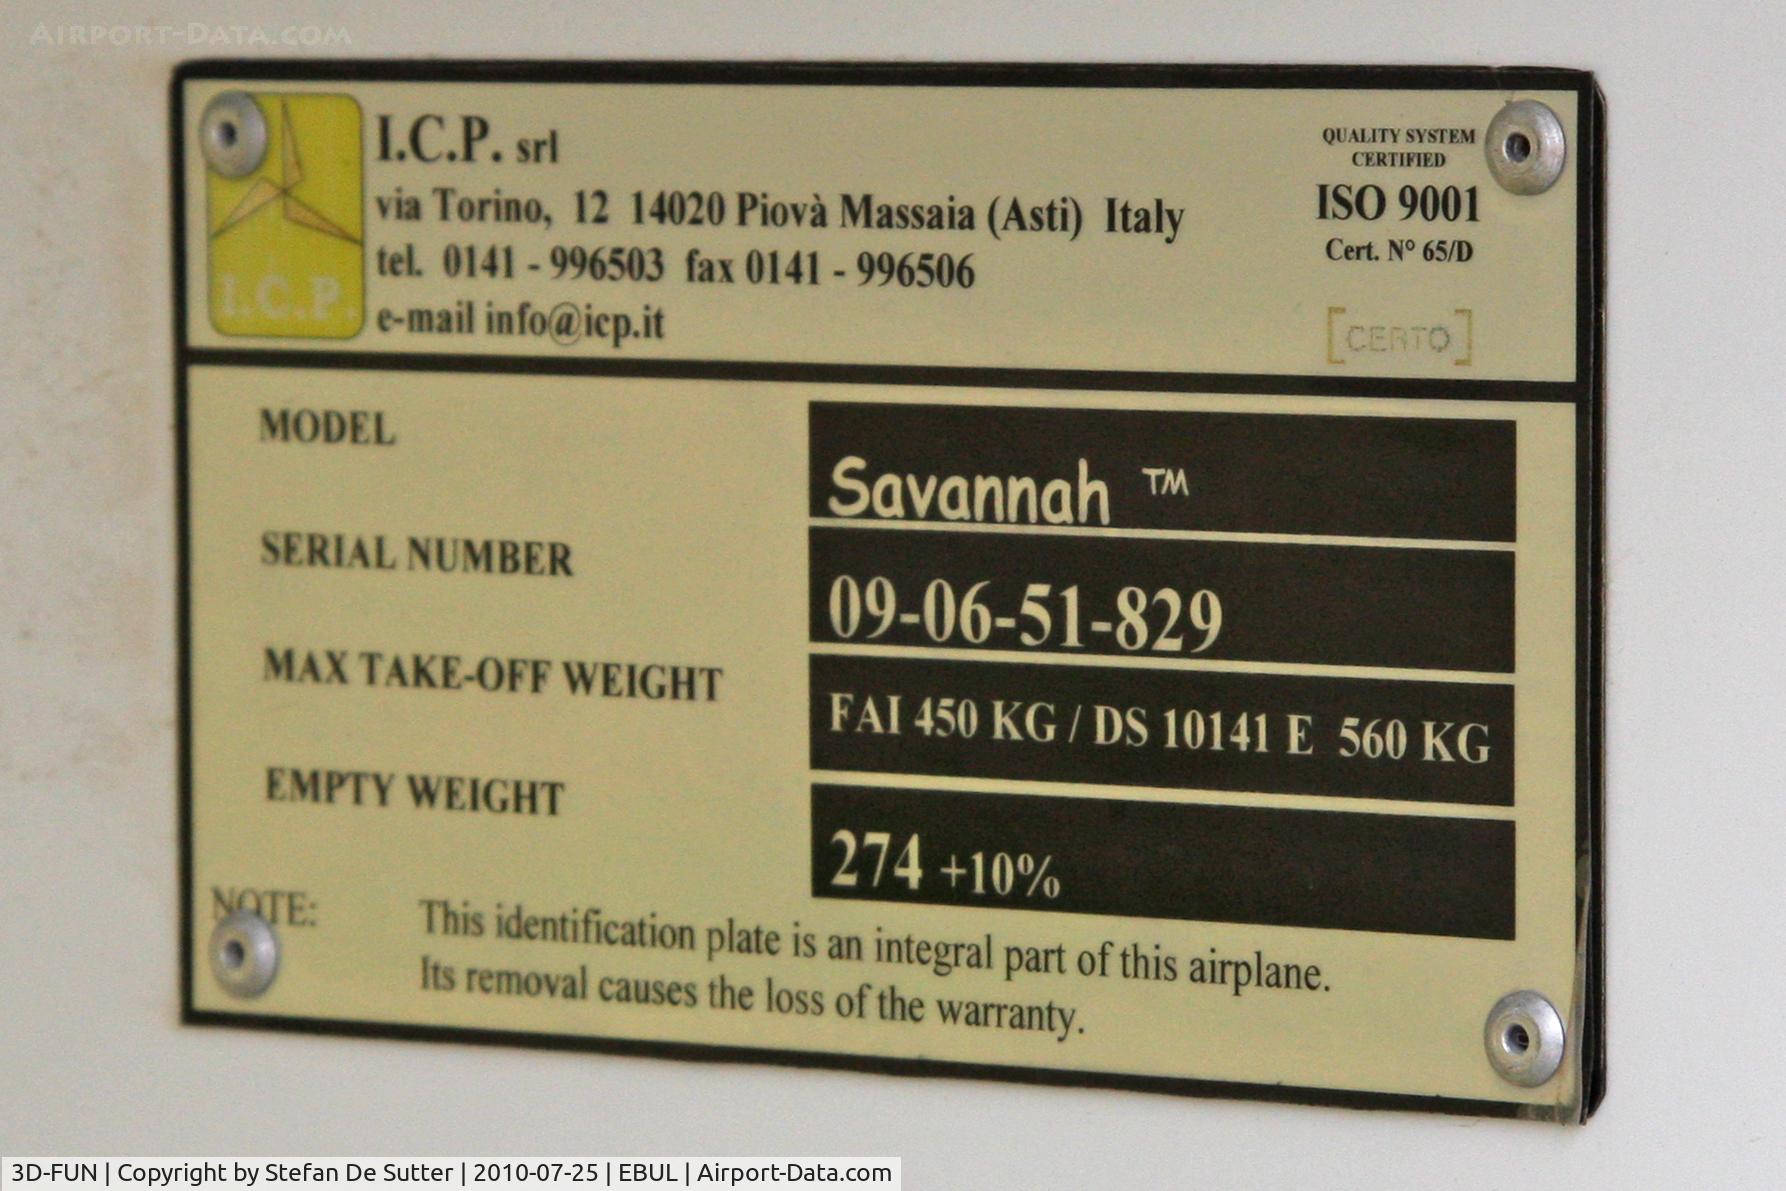 AIRPORT-DATA.COM
I.C.P. srl
via Torino, 12 14020 Piovà Massaia (Asti) Italy
tel. 0141 - 996503 fax 0141 - 996506
e-mail info@icp.it
I.C.P.
QUALITY SYSTEM
CERTIFIED
ISO 9001
Cert. N° 65/D
[CERTO]
MODEL
Savannah ™
SERIAL NUMBER
09-06-51-829
MAX TAKE-OFF WEIGHT
FAI 450 KG / DS 10141 E 560 KG
EMPTY WEIGHT
274 +10%
NOTE: This identification plate is an integral part of this airplane.
Its removal causes the loss of the warranty.
3D-FUN | Copyright by Stefan De Sutter | 2010-07-25 | EBUL | Airport-Data.com